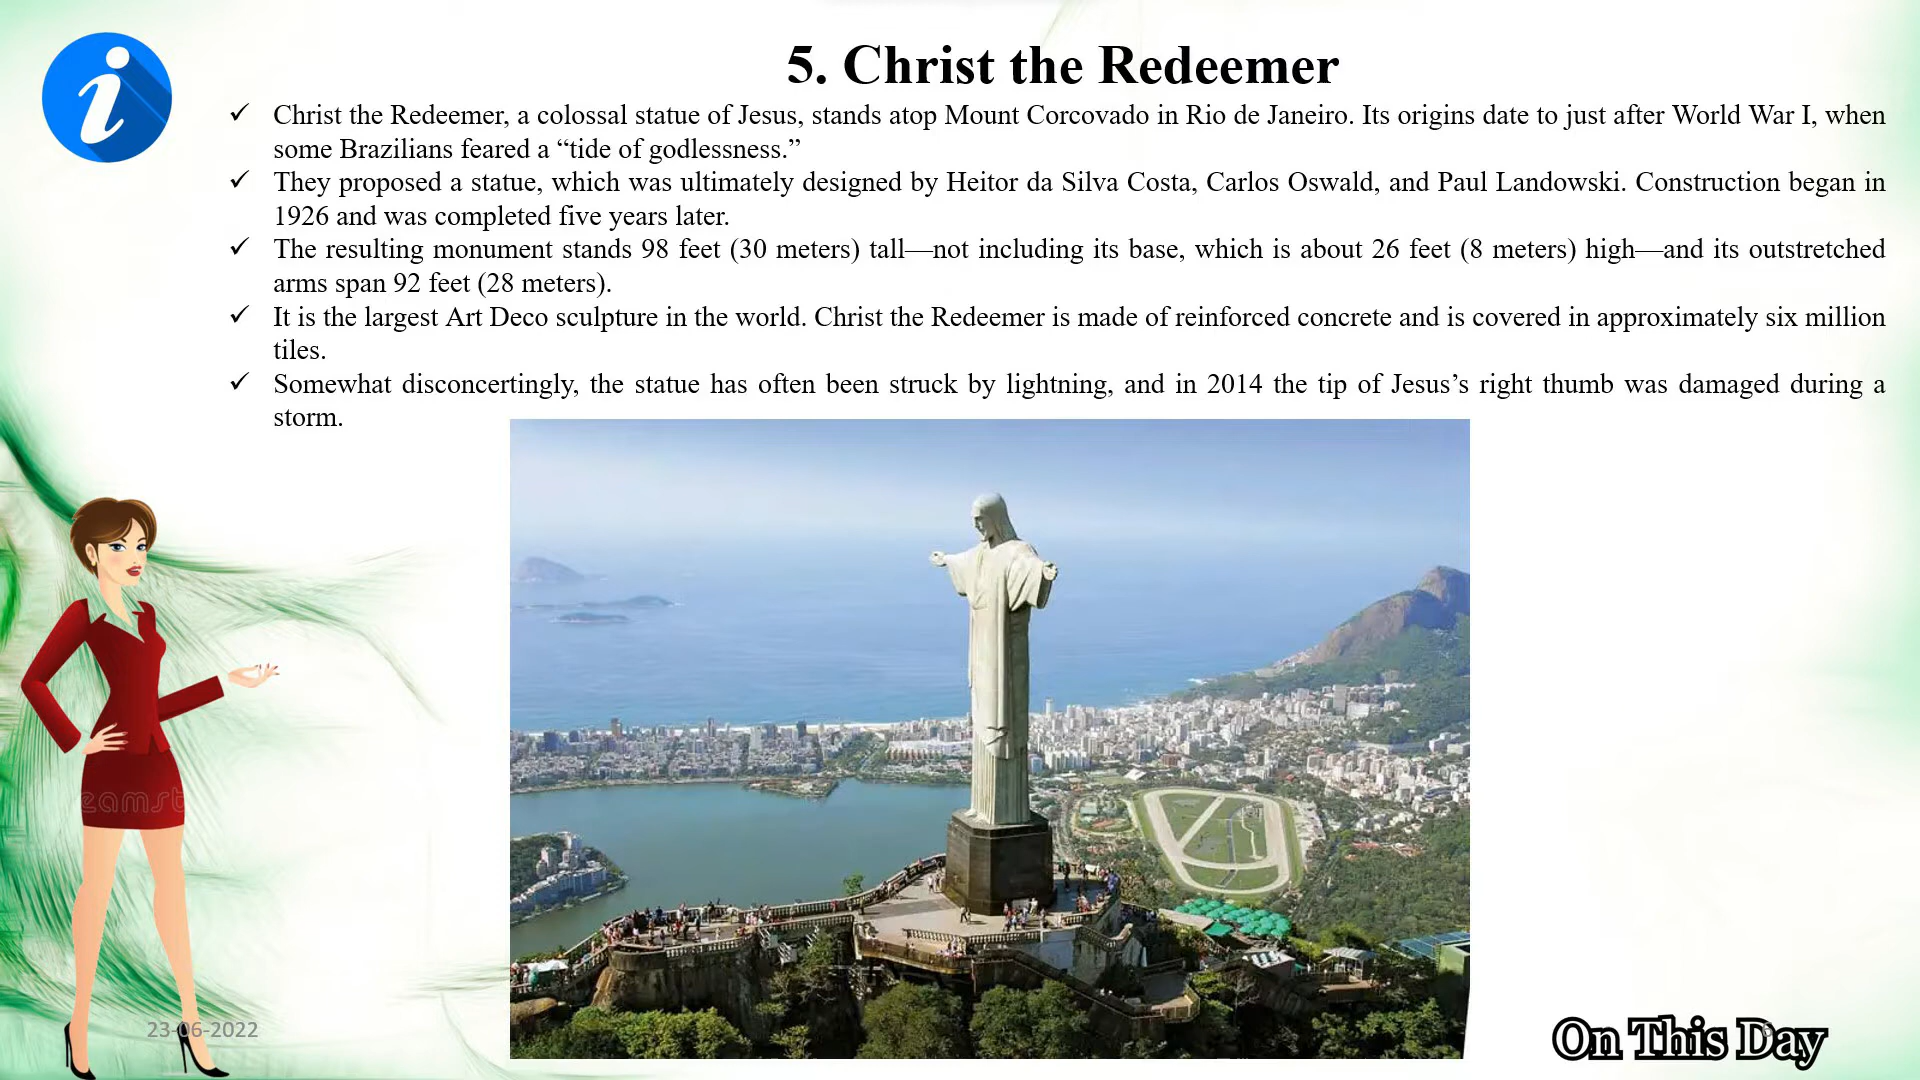 5. Christ the Redeemer
✓ Christ the Redeemer, a colossal statue of Jesus, stands atop Mount Corcovado in Rio de Janeiro. Its origins date to just after World War I, when
some Brazilians feared a “tide of godlessness.”
✓ They proposed a statue, which was ultimately designed by Heitor da Silva Costa, Carlos Oswald, and Paul Landowski. Construction began in
1926 and was completed five years later.
✓ The resulting monument stands 98 feet (30 meters) tall—not including its base, which is about 26 feet (8 meters) high—and its outstretched
arms span 92 feet (28 meters).
✓ It is the largest Art Deco sculpture in the world. Christ the Redeemer is made of reinforced concrete and is covered in approximately six million
tiles.
✓ Somewhat disconcertingly, the statue has often been struck by lightning, and in 2014 the tip of Jesus’s right thumb was damaged during a
storm.
23-06-2022
On This Day